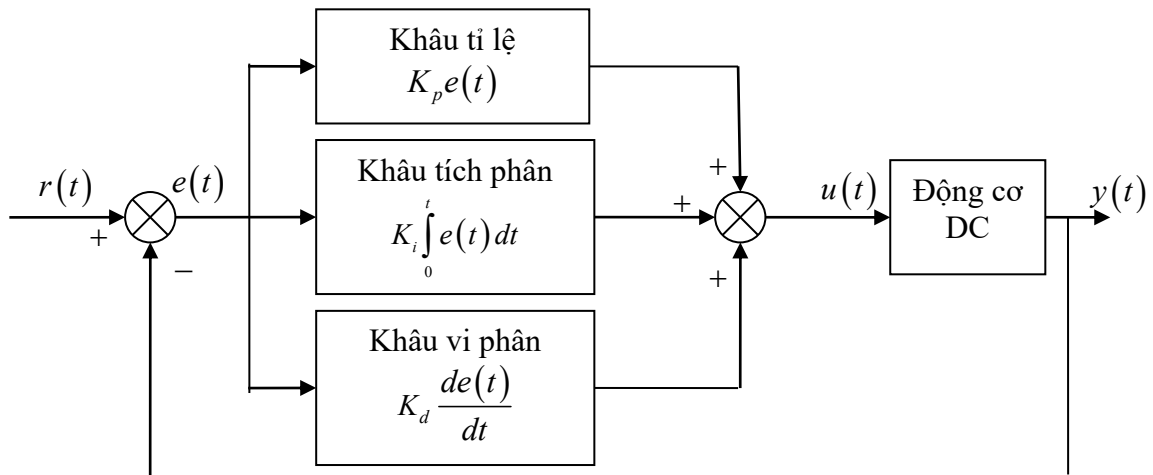 Khâu tỉ lệ
K_p e(t)
r(t)
+
−
e(t)
Khâu tích phân
K_i ∫_0^t e(t) dt
Khâu vi phân
K_d de(t)/dt
+
+
+
u(t)
Động cơ
DC
y(t)